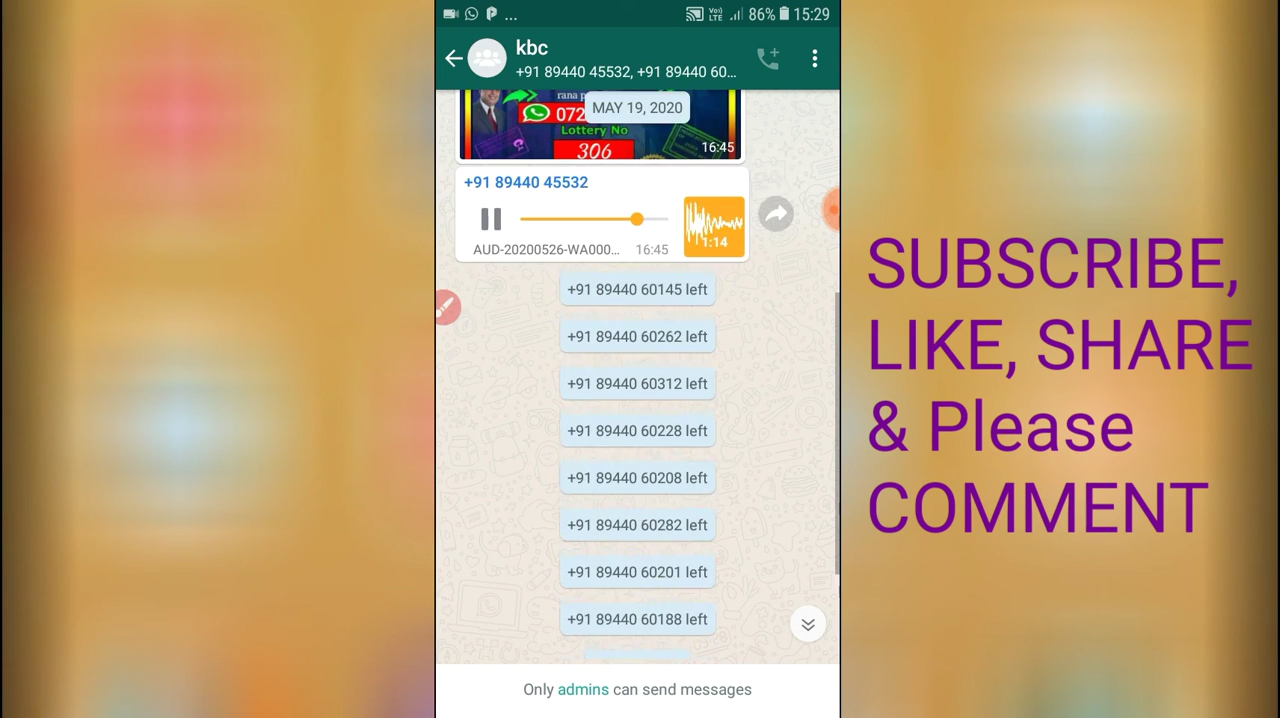 ... 86% 15:29
kbc
+91 89440 45532, +91 89440 60...
rana p
MAY 19, 2020
072
Lottery No
306
16:45
+91 89440 45532
1:14
AUD-20200526-WA000... 16:45
+91 89440 60145 left
+91 89440 60262 left
+91 89440 60312 left
+91 89440 60228 left
+91 89440 60208 left
+91 89440 60282 left
+91 89440 60201 left
+91 89440 60188 left
Only admins can send messages
SUBSCRIBE,
LIKE, SHARE
& Please
COMMENT